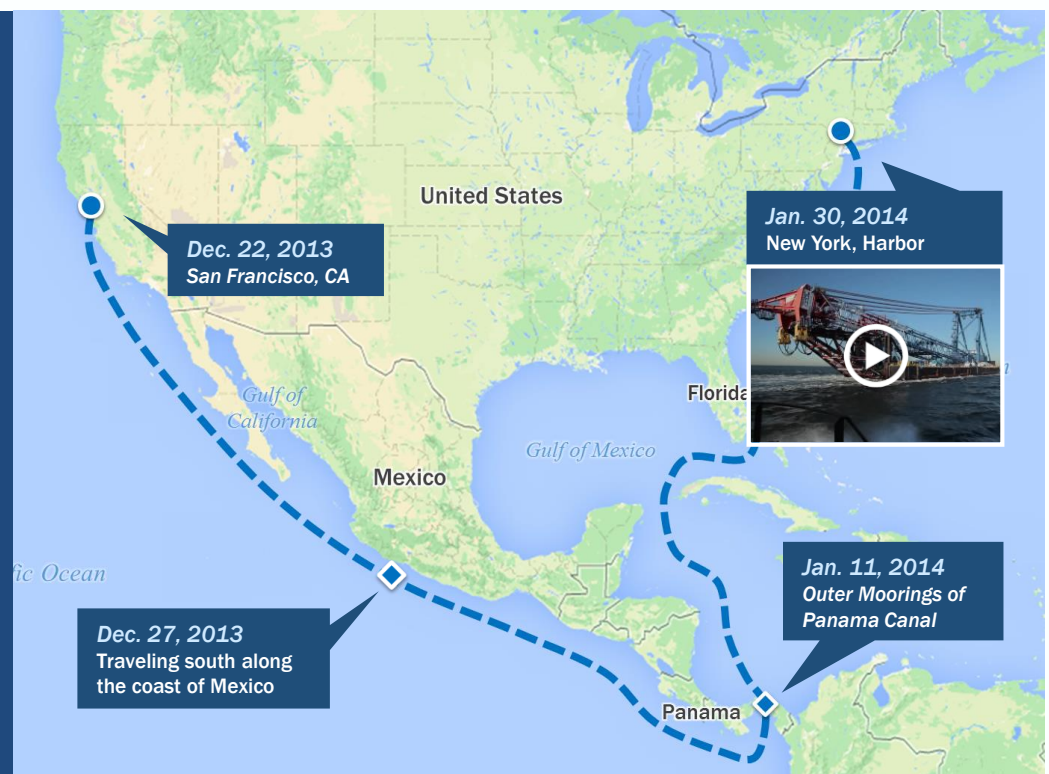 United States
Jan. 30, 2014
New York, Harbor
Dec. 22, 2013
San Francisco, CA
Gulf of
California
Florida
Gulf of Mexico
Mexico
fic Ocean
Jan. 11, 2014
Outer Moorings of
Panama Canal
Dec. 27, 2013
Traveling south along
the coast of Mexico
Panama